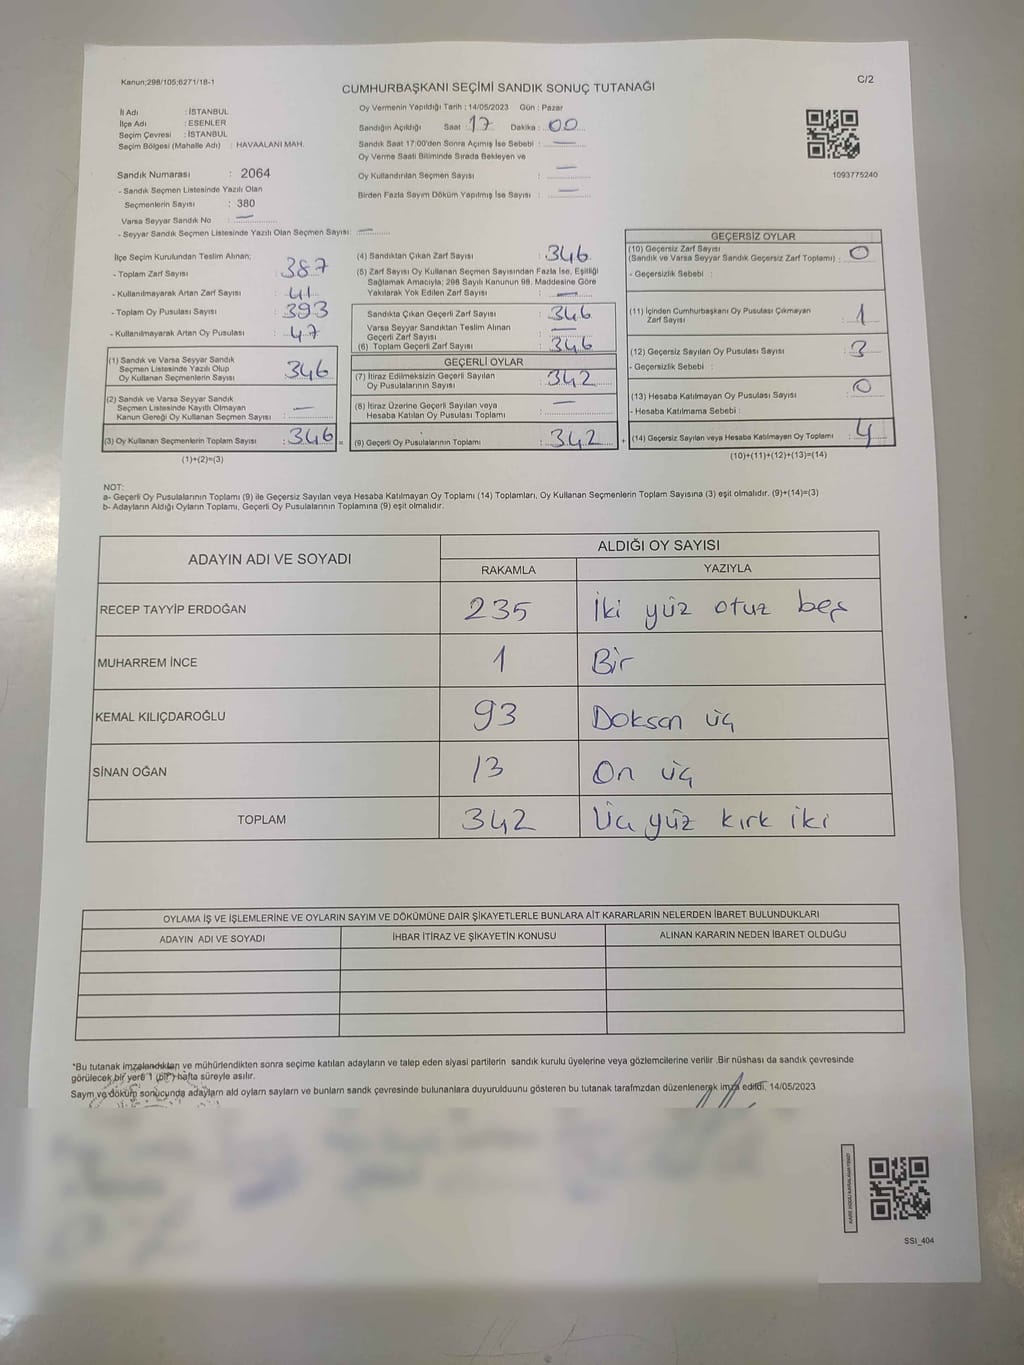 Kanun;298/105;6271/18-1
C/2
CUMHURBAŞKANI SEÇİMİ SANDIK SONUÇ TUTANAĞI
İl Adı : İSTANBUL
İlçe Adı : ESENLER
Seçim Çevresi : İSTANBUL
Seçim Bölgesi (Mahalle Adı) : HAVAALANI MAH.
Sandık Numarası : 2064
- Sandık Seçmen Listesinde Yazılı Olan
Seçmenlerin Sayısı : 380
Varsa Seyyar Sandık No : —
- Seyyar Sandık Seçmen Listesinde Yazılı Olan Seçmen Sayısı : —
Oy Vermenin Yapıldığı Tarih : 14/05/2023 Gün : Pazar
Sandığın Açıldığı Saat : 17 Dakika : 00
Sandık Saat 17:00'den Sonra Açımış İse Sebebi : —
Oy Verme Saati Bitiminde Sırada Bekleyen ve
Oy Kullandırılan Seçmen Sayısı : —
Birden Fazla Sayım Döküm Yapılmış İse Sayısı : —
1093775240
İlçe Seçim Kurulundan Teslim Alınan;
- Toplam Zarf Sayısı : 387
- Kullanılmayarak Artan Zarf Sayısı : 41
- Toplam Oy Pusulası Sayısı : 393
- Kullanılmayarak Artan Oy Pusulası : 47
(1) Sandık ve Varsa Seyyar Sandık
Seçmen Listesinde Yazılı Olup
Oy Kullanan Seçmenlerin Sayısı : 346
(2) Sandık ve Varsa Seyyar Sandık
Seçmen Listesinde Kayıtlı Olmayan
Kanun Gereği Oy Kullanan Seçmen Sayısı : —
(3) Oy Kullanan Seçmenlerin Toplam Sayısı : 346 =
(1)+(2)=(3)
(4) Sandıktan Çıkan Zarf Sayısı : 346
(5) Zarf Sayısı Oy Kullanan Seçmen Sayısından Fazla İse, Eşitliği
Sağlamak Amacıyla; 298 Sayılı Kanunun 98. Maddesine Göre
Yakılarak Yok Edilen Zarf Sayısı : —
Sandıkta Çıkan Geçerli Zarf Sayısı : 346
Varsa Seyyar Sandıktan Teslim Alınan
Geçerli Zarf Sayısı : —
(6) Toplam Geçerli Zarf Sayısı : 346
GEÇERLİ OYLAR
(7) İtiraz Edilmeksizin Geçerli Sayılan
Oy Pusulalarının Sayısı : 342
(8) İtiraz Üzerine Geçerli Sayılan veya
Hesaba Katılan Oy Pusulası Toplamı : —
(9) Geçerli Oy Pusulalarının Toplamı : 342 +
GEÇERSİZ OYLAR
(10) Geçersiz Zarf Sayısı
(Sandık ve Varsa Seyyar Sandık Geçersiz Zarf Toplamı) : 0
- Geçersizlik Sebebi :
(11) İçinden Cumhurbaşkanı Oy Pusulası Çıkmayan
Zarf Sayısı : 1
(12) Geçersiz Sayılan Oy Pusulası Sayısı : 3
- Geçersizlik Sebebi :
(13) Hesaba Katılmayan Oy Pusulası Sayısı : 0
- Hesaba Katılmama Sebebi :
(14) Geçersiz Sayılan veya Hesaba Katılmayan Oy Toplamı : 4
(10)+(11)+(12)+(13)=(14)
NOT:
a- Geçerli Oy Pusulalarının Toplamı (9) ile Geçersiz Sayılan veya Hesaba Katılmayan Oy Toplamı (14) Toplamları, Oy Kullanan Seçmenlerin Toplam Sayısına (3) eşit olmalıdır. (9)+(14)=(3)
b- Adayların Aldığı Oyların Toplamı, Geçerli Oy Pusulalarının Toplamına (9) eşit olmalıdır.
ADAYIN ADI VE SOYADI
ALDIĞI OY SAYISI
RAKAMLA YAZIYLA
RECEP TAYYİP ERDOĞAN 235 İki yüz otuz beş
MUHARREM İNCE 1 Bir
KEMAL KILIÇDAROĞLU 93 Doksan üç
SİNAN OĞAN 13 On üç
TOPLAM 342 Üç yüz kırk iki
OYLAMA İŞ VE İŞLEMLERİNE VE OYLARIN SAYIM VE DÖKÜMÜNE DAİR ŞİKAYETLERLE BUNLARA AİT KARARLARIN NELERDEN İBARET BULUNDUKLARI
ADAYIN ADI VE SOYADI İHBAR İTİRAZ VE ŞİKAYETİN KONUSU ALINAN KARARIN NEDEN İBARET OLDUĞU
*Bu tutanak imzalandıktan ve mühürlendikten sonra seçime katılan adayların ve talep eden siyasi partilerin sandık kurulu üyelerine veya gözlemcilerine verilir .Bir nüshası da sandık çevresinde
görülecek bir yere 1 (bir) hafta süreyle asılır.
Saym ve döküm sonucunda adaylarn ald oylarn saylarn ve bunlarn sandk çevresinde bulunanlara duyurulduunu gösteren bu tutanak tarafmzdan düzenlenerek imza edildi. 14/05/2023
SSI_404